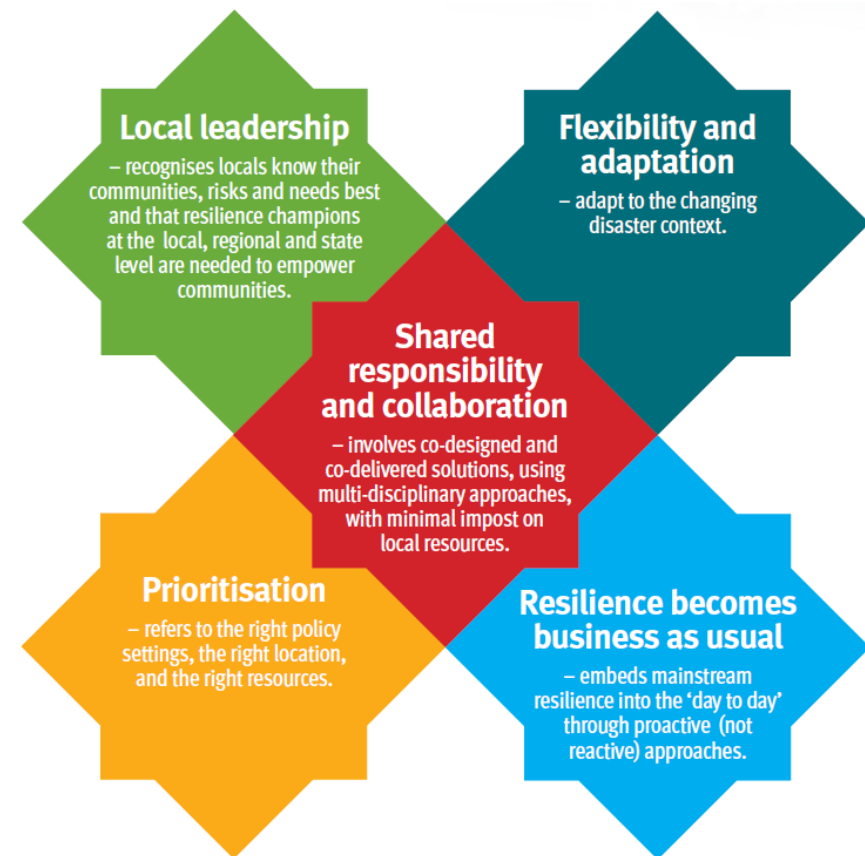 Local leadership
– recognises locals know their
communities, risks and needs best
and that resilience champions
at the local, regional and state
level are needed to empower
communities.
Flexibility and
adaptation
– adapt to the changing
disaster context.
Shared
responsibility
and collaboration
– involves co-designed and
co-delivered solutions, using
multi-disciplinary approaches,
with minimal impost on
local resources.
Prioritisation
– refers to the right policy
settings, the right location,
and the right resources.
Resilience becomes
business as usual
– embeds mainstream
resilience into the ‘day to day’
through proactive (not
reactive) approaches.